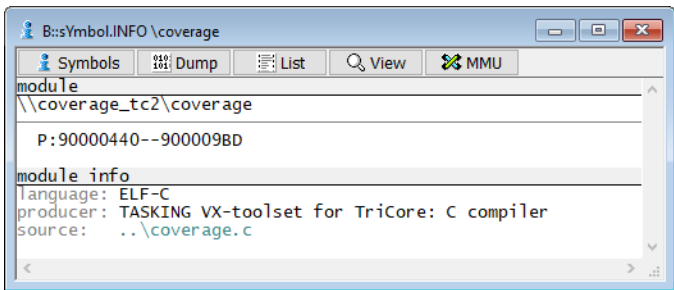 B::sYmbol.INFO \coverage
Symbols Dump List View MMU
module
\\coverage_tc2\coverage
P:90000440--900009BD
module info
language: ELF-C
producer: TASKING VX-toolset for TriCore: C compiler
source: ..\coverage.c